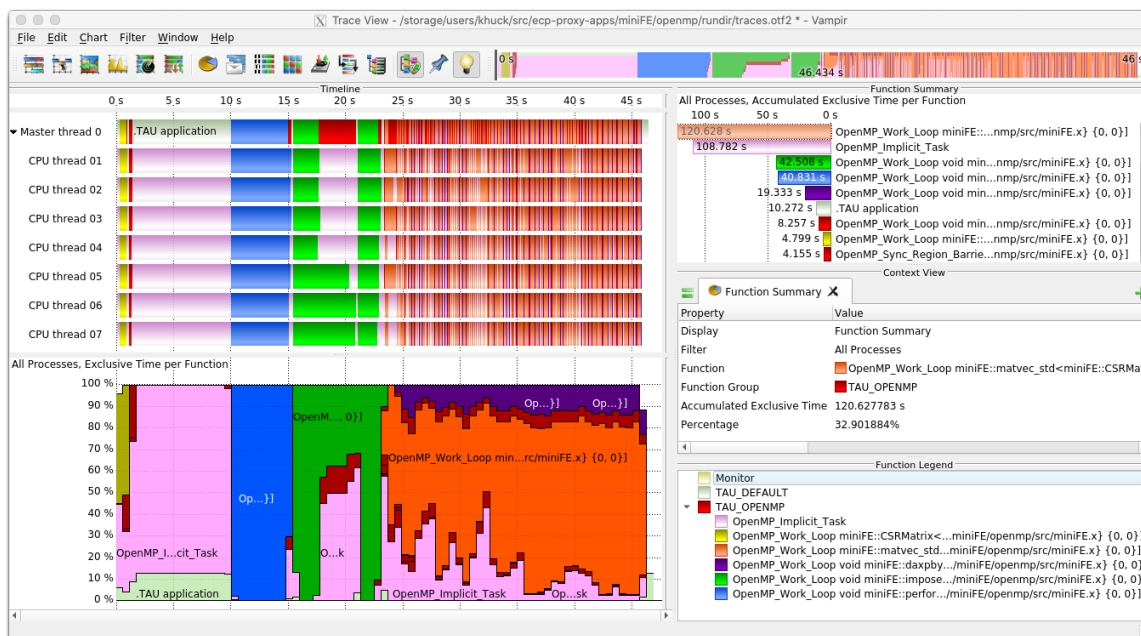 Trace View - /storage/users/khuck/src/ecp-proxy-apps/miniFE/openmp/rundir/traces.otf2 * - Vampir
File Edit Chart Filter Window Help
0 s 46.434 s 46 s
Timeline
0 s 5 s 10 s 15 s 20 s 25 s 30 s 35 s 40 s 45 s
Master thread 0 .TAU application
CPU thread 01
CPU thread 02
CPU thread 03
CPU thread 04
CPU thread 05
CPU thread 06
CPU thread 07
All Processes, Exclusive Time per Function
100 %
90 % Op...}] Op...}]
80 %
70 % OpenM.... 0}]
60 % OpenMP_Work_Loop min...rc/miniFE.x} {0, 0}]
50 %
40 % Op...}]
30 %
20 % OpenMP_I...cit_Task O...k
10 %
0 % .TAU application OpenMP_Implicit_Task Op...sk
Function Summary
All Processes, Accumulated Exclusive Time per Function
100 s 50 s 0 s
120.628 s OpenMP_Work_Loop miniFE::...nmp/src/miniFE.x} {0, 0}]
108.782 s OpenMP_Implicit_Task
42.508 s OpenMP_Work_Loop void min...nmp/src/miniFE.x} {0, 0}]
40.831 s OpenMP_Work_Loop void min...nmp/src/miniFE.x} {0, 0}]
19.333 s OpenMP_Work_Loop void min...nmp/src/miniFE.x} {0, 0}]
10.272 s .TAU application
8.257 s OpenMP_Work_Loop void min...nmp/src/miniFE.x} {0, 0}]
4.799 s OpenMP_Work_Loop miniFE::...nmp/src/miniFE.x} {0, 0}]
4.155 s OpenMP_Sync_Region_Barrie...nmp/src/miniFE.x} {0, 0}]
Context View
Function Summary
Property Value
Display Function Summary
Filter All Processes
Function OpenMP_Work_Loop miniFE::matvec_std<miniFE::CSRMat
Function Group TAU_OPENMP
Accumulated Exclusive Time 120.627783 s
Percentage 32.901884%
Function Legend
Monitor
TAU_DEFAULT
TAU_OPENMP
OpenMP_Implicit_Task
OpenMP_Work_Loop miniFE::CSRMatrix<...miniFE/openmp/src/miniFE.x} {0, 0}]
OpenMP_Work_Loop miniFE::matvec_std...miniFE/openmp/src/miniFE.x} {0, 0}]
OpenMP_Work_Loop void miniFE::daxpby.../miniFE/openmp/src/miniFE.x} {0, 0}]
OpenMP_Work_Loop void miniFE::impose.../miniFE/openmp/src/miniFE.x} {0, 0}]
OpenMP_Work_Loop void miniFE::perfor.../miniFE/openmp/src/miniFE.x} {0, 0}]